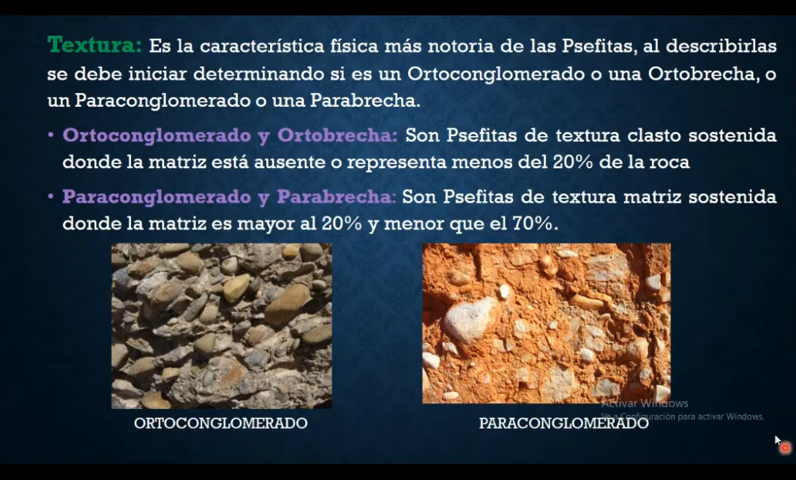 Textura: Es la característica física más notoria de las Psefitas, al describirlas
se debe iniciar determinando si es un Ortoconglomerado o una Ortobrecha, o
un Paraconglomerado o una Parabrecha.
• Ortoconglomerado y Ortobrecha: Son Psefitas de textura clasto sostenida
donde la matriz está ausente o representa menos del 20% de la roca
• Paraconglomerado y Parabrecha: Son Psefitas de textura matriz sostenida
donde la matriz es mayor al 20% y menor que el 70%.
Activar Windows
Ve a Configuración para activar Windows.
ORTOCONGLOMERADO
PARACONGLOMERADO